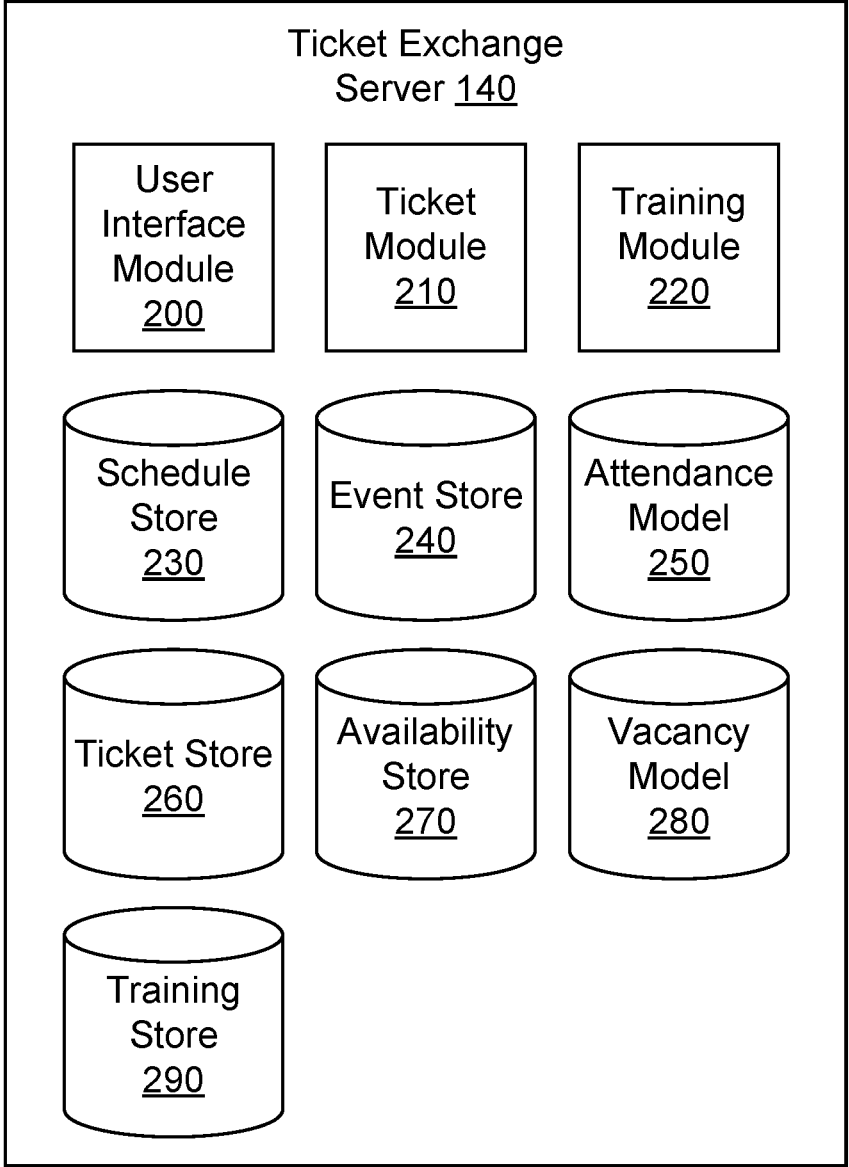 Ticket Exchange
Server 140
User
Interface
Module
200
Ticket
Module
210
Training
Module
220
Schedule
Store
230
Event Store
240
Attendance
Model
250
Ticket Store
260
Availability
Store
270
Vacancy
Model
280
Training
Store
290